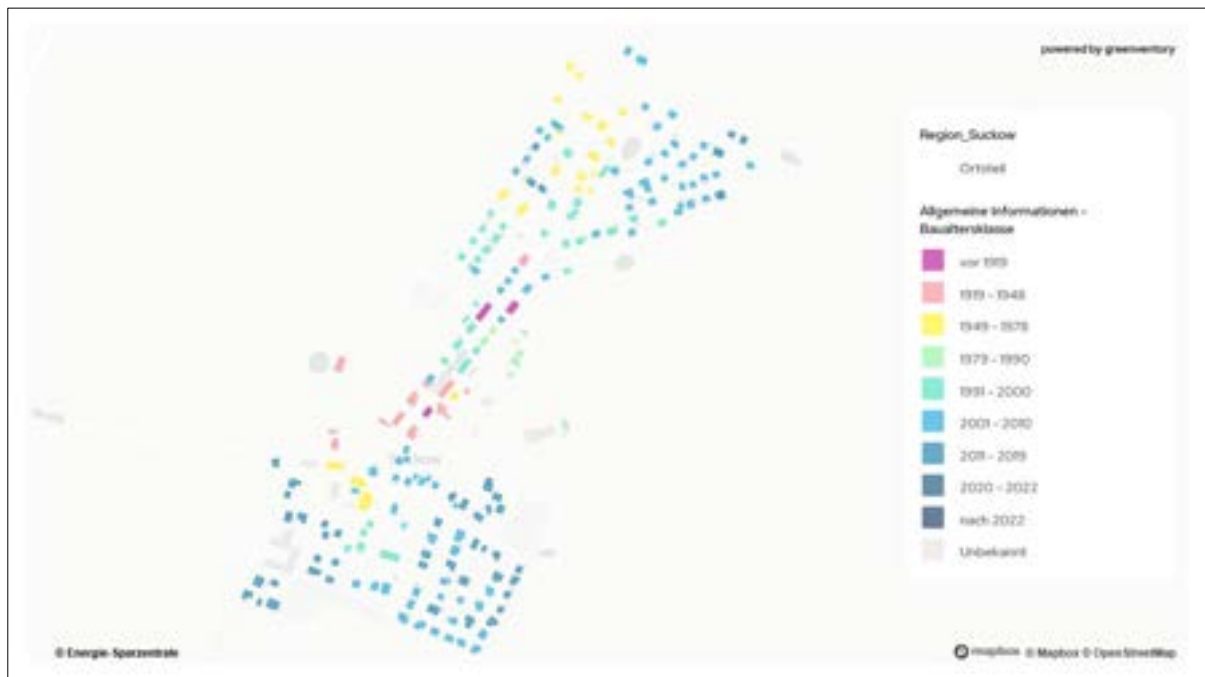 powered by greenventory
Region_Suckow
Ortsteil
Allgemeine Informationen -
Baualtersklasse
vor 1919
1919 - 1948
1949 - 1978
1979 - 1990
1991 - 2000
2001 - 2010
2011 - 2019
2020 - 2022
nach 2022
Unbekannt
© Energie-Sparzentrale
mapbox © Mapbox © OpenStreetMap